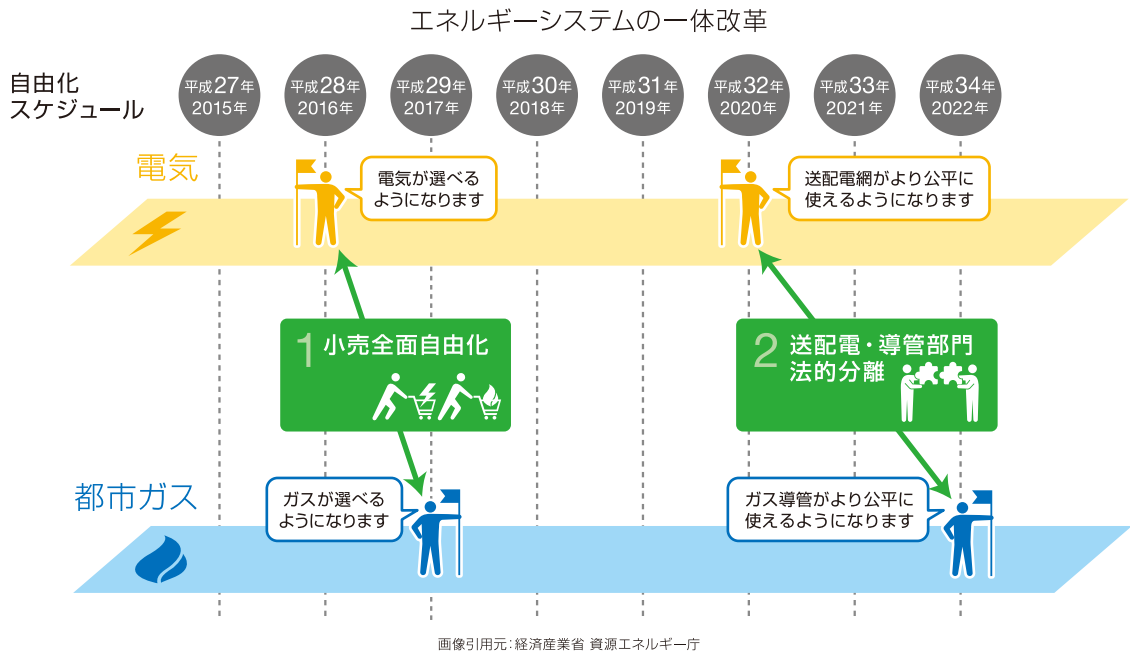 エネルギーシステムの一体改革
自由化
スケジュール
平成27年
2015年
平成28年
2016年
平成29年
2017年
平成30年
2018年
平成31年
2019年
平成32年
2020年
平成33年
2021年
平成34年
2022年
電気
電気が選べる
ようになります
送配電網がより公平に
使えるようになります
1 小売全面自由化
2 送配電・導管部門
法的分離
都市ガス
ガスが選べる
ようになります
ガス導管がより公平に
使えるようになります
画像引用元：経済産業省 資源エネルギー庁